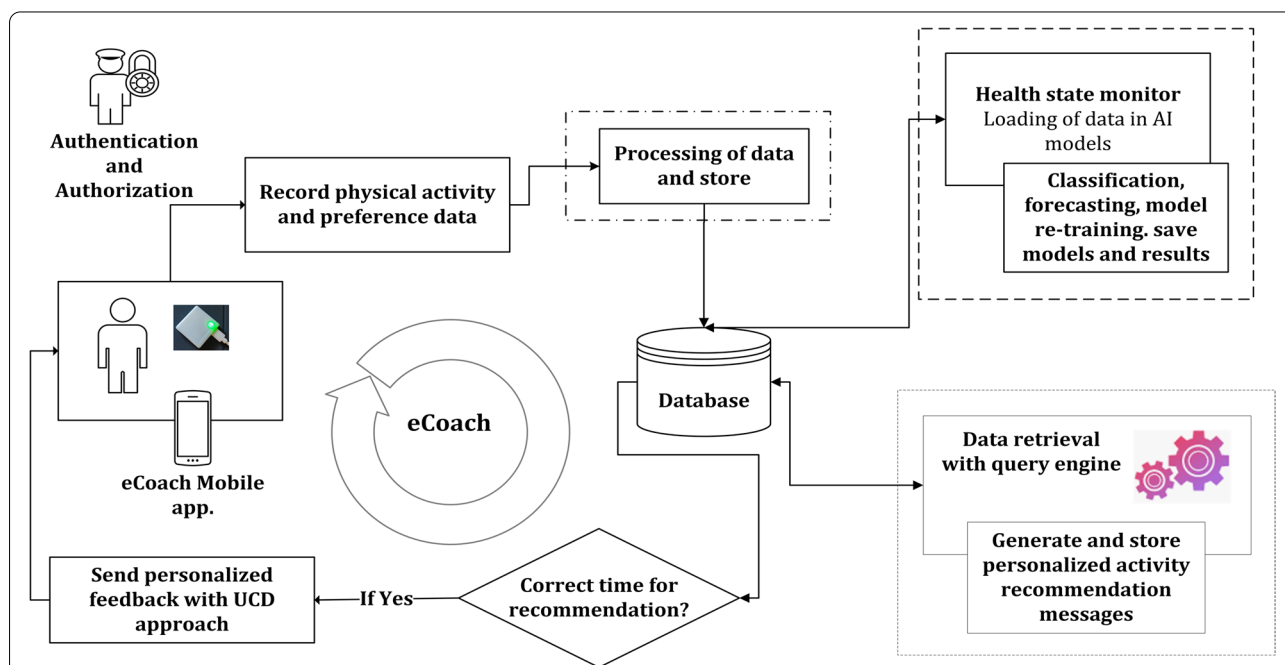 Authentication
and
Authorization
Record physical activity
and preference data
Processing of data
and store
Health state monitor
Loading of data in AI
models
Classification,
forecasting, model
re-training. save
models and results
eCoach Mobile
app.
eCoach
Database
Data retrieval
with query engine
Generate and store
personalized activity
recommendation
messages
Correct time for
recommendation?
If Yes
Send personalized
feedback with UCD
approach